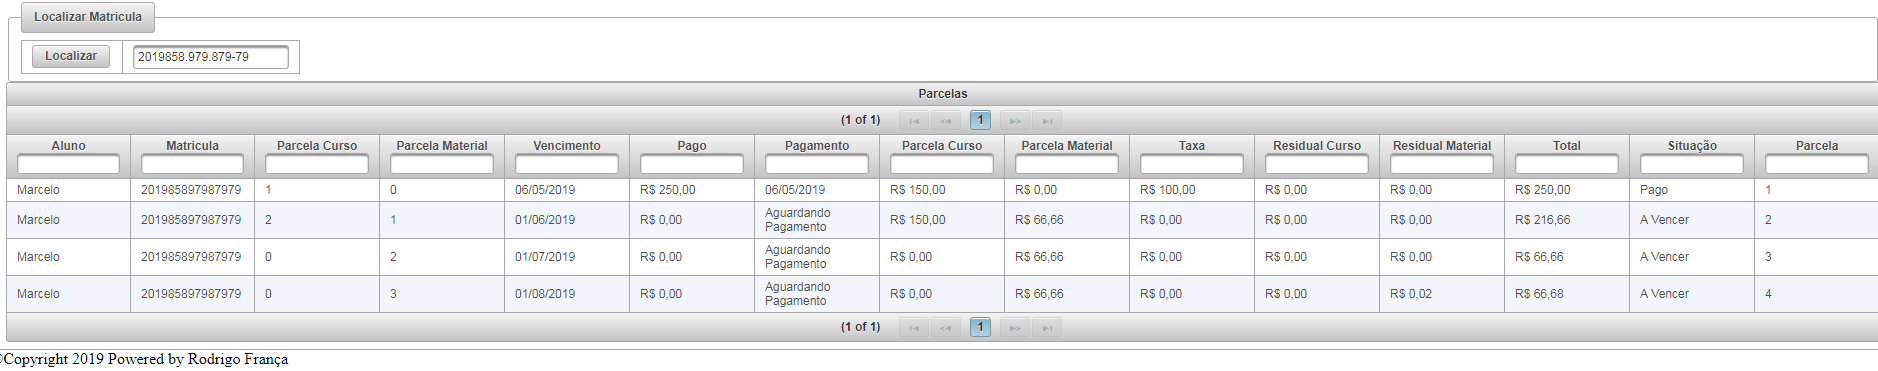 Localizar Matricula
Localizar 2019858.979.879-79
Parcelas
(1 of 1) 1
Aluno Matricula Parcela Curso Parcela Material Vencimento Pago Pagamento Parcela Curso Parcela Material Taxa Residual Curso Residual Material Total Situação Parcela
Marcelo 201985897987979 1 0 06/05/2019 R$ 250,00 06/05/2019 R$ 150,00 R$ 0,00 R$ 100,00 R$ 0,00 R$ 0,00 R$ 250,00 Pago 1
Marcelo 201985897987979 2 1 01/06/2019 R$ 0,00 Aguardando Pagamento R$ 150,00 R$ 66,66 R$ 0,00 R$ 0,00 R$ 0,00 R$ 216,66 A Vencer 2
Marcelo 201985897987979 0 2 01/07/2019 R$ 0,00 Aguardando Pagamento R$ 0,00 R$ 66,66 R$ 0,00 R$ 0,00 R$ 0,00 R$ 66,66 A Vencer 3
Marcelo 201985897987979 0 3 01/08/2019 R$ 0,00 Aguardando Pagamento R$ 0,00 R$ 66,66 R$ 0,00 R$ 0,00 R$ 0,02 R$ 66,68 A Vencer 4
(1 of 1) 1
©Copyright 2019 Powered by Rodrigo França